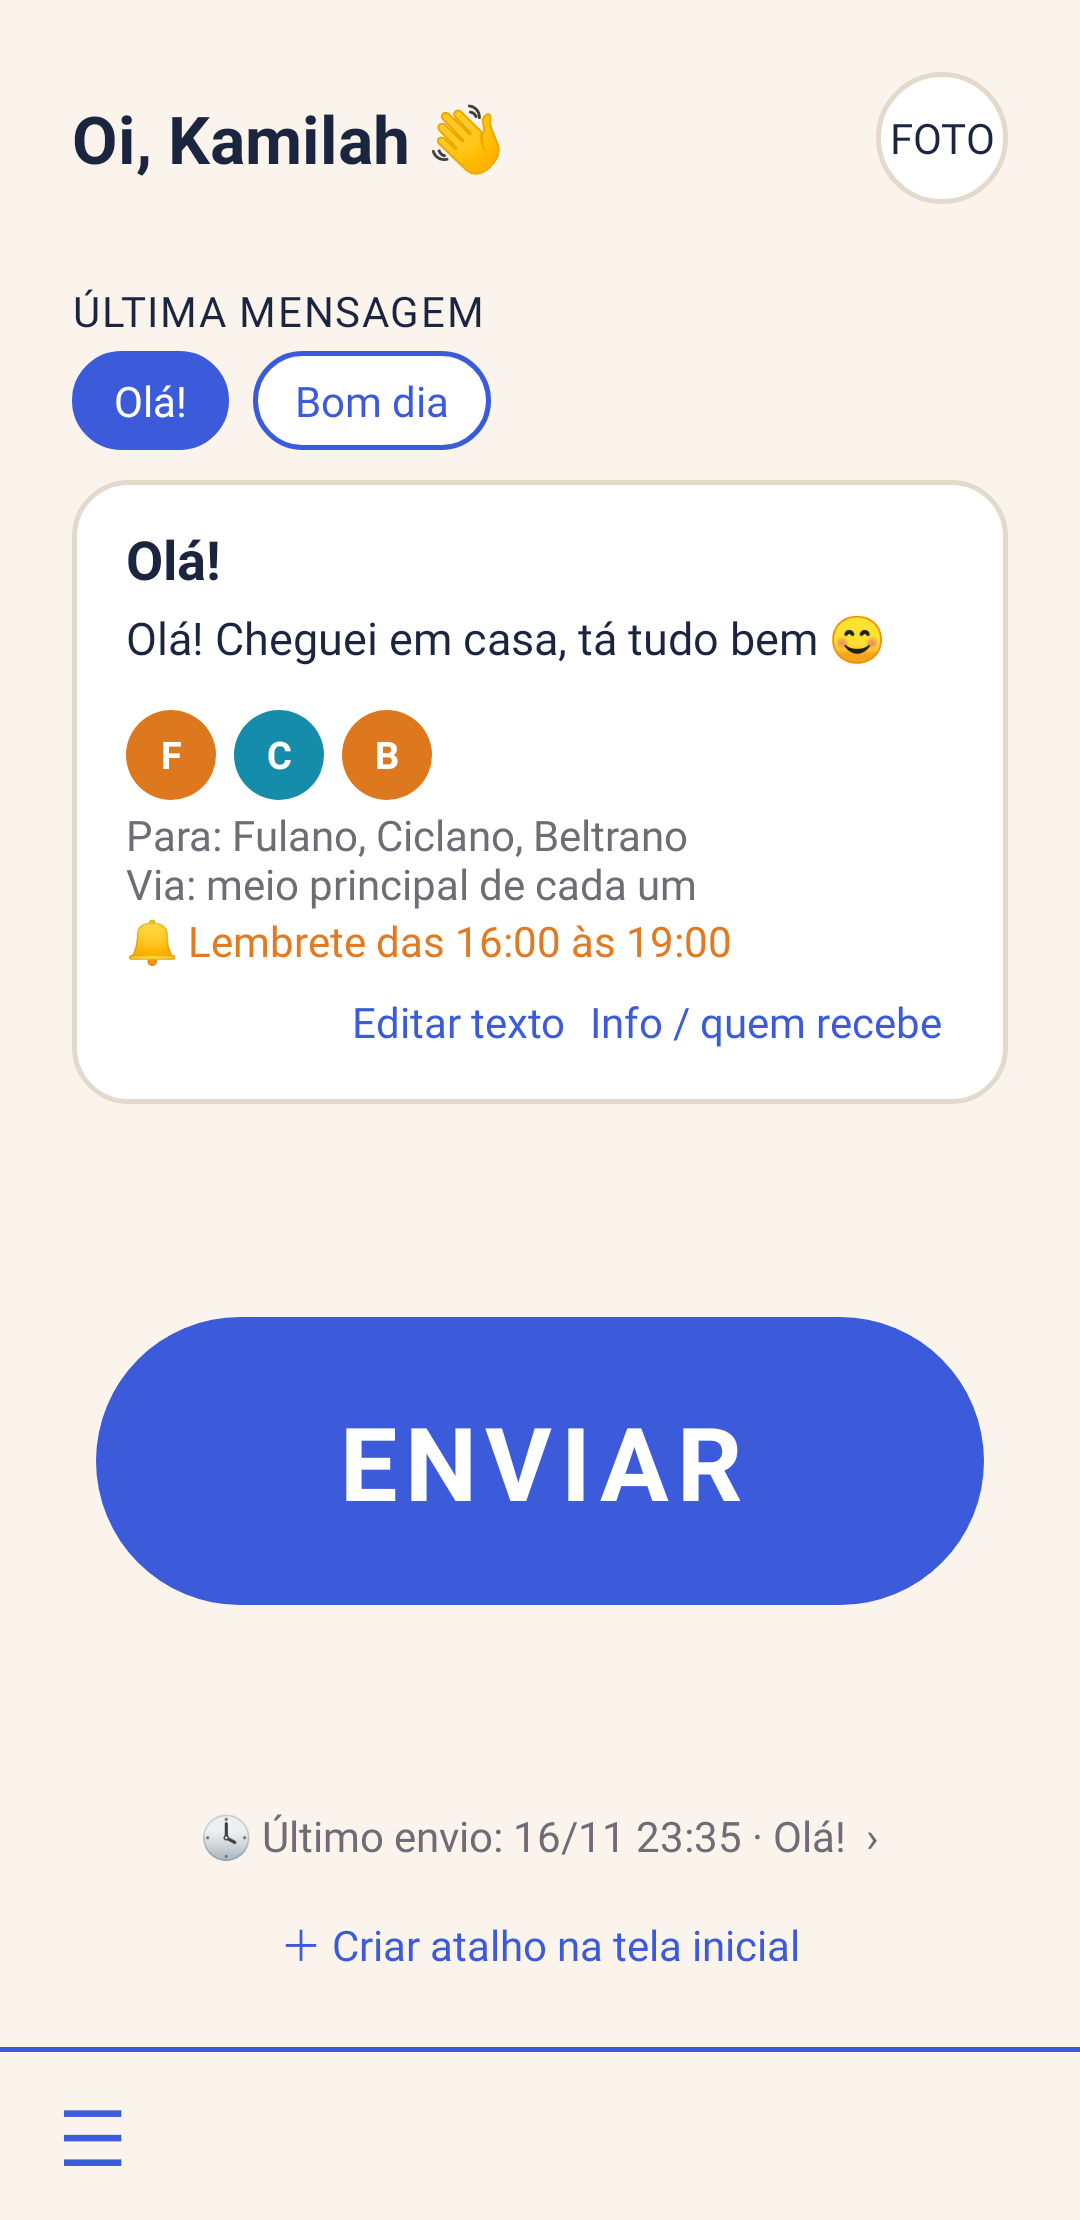 Oi, Kamilah 👋
FOTO
ÚLTIMA MENSAGEM
Olá!
Bom dia
Olá!
Olá! Cheguei em casa, tá tudo bem 😊
F C B
Para: Fulano, Ciclano, Beltrano
Via: meio principal de cada um
🔔 Lembrete das 16:00 às 19:00
Editar texto Info / quem recebe
ENVIAR
🕓 Último envio: 16/11 23:35 · Olá! ›
+ Criar atalho na tela inicial